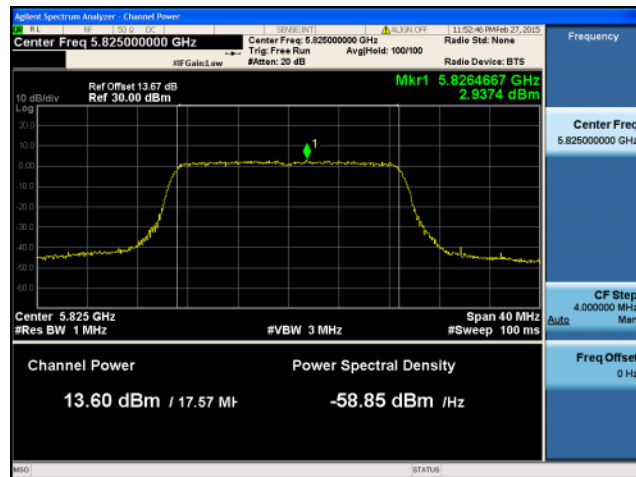 Agilent Spectrum Analyzer - Channel Power
RL RF 50 Ω DC SENSE:INT ALIGN OFF 11:52:46 PM Feb 27, 2015
Center Freq 5.825000000 GHz
Center Freq: 5.825000000 GHz
Radio Std: None
Trig: Free Run Avg|Hold: 100/100
#IFGain:Low #Atten: 20 dB Radio Device: BTS
Frequency
Mkr1 5.8264667 GHz
2.9374 dBm
Ref Offset 13.67 dB
10 dB/div Ref 30.00 dBm
Log
20.0
10.0
1
0.00
-10.0
-20.0
-30.0
-40.0
-50.0
-60.0
Center 5.825 GHz Span 40 MHz
#Res BW 1 MHz #VBW 3 MHz #Sweep 100 ms
Channel Power Power Spectral Density
13.60 dBm / 17.57 MH -58.85 dBm /Hz
Center Freq
5.825000000 GHz
CF Step
4.000000 MHz
Auto Man
Freq Offset
0 Hz
MSG STATUS